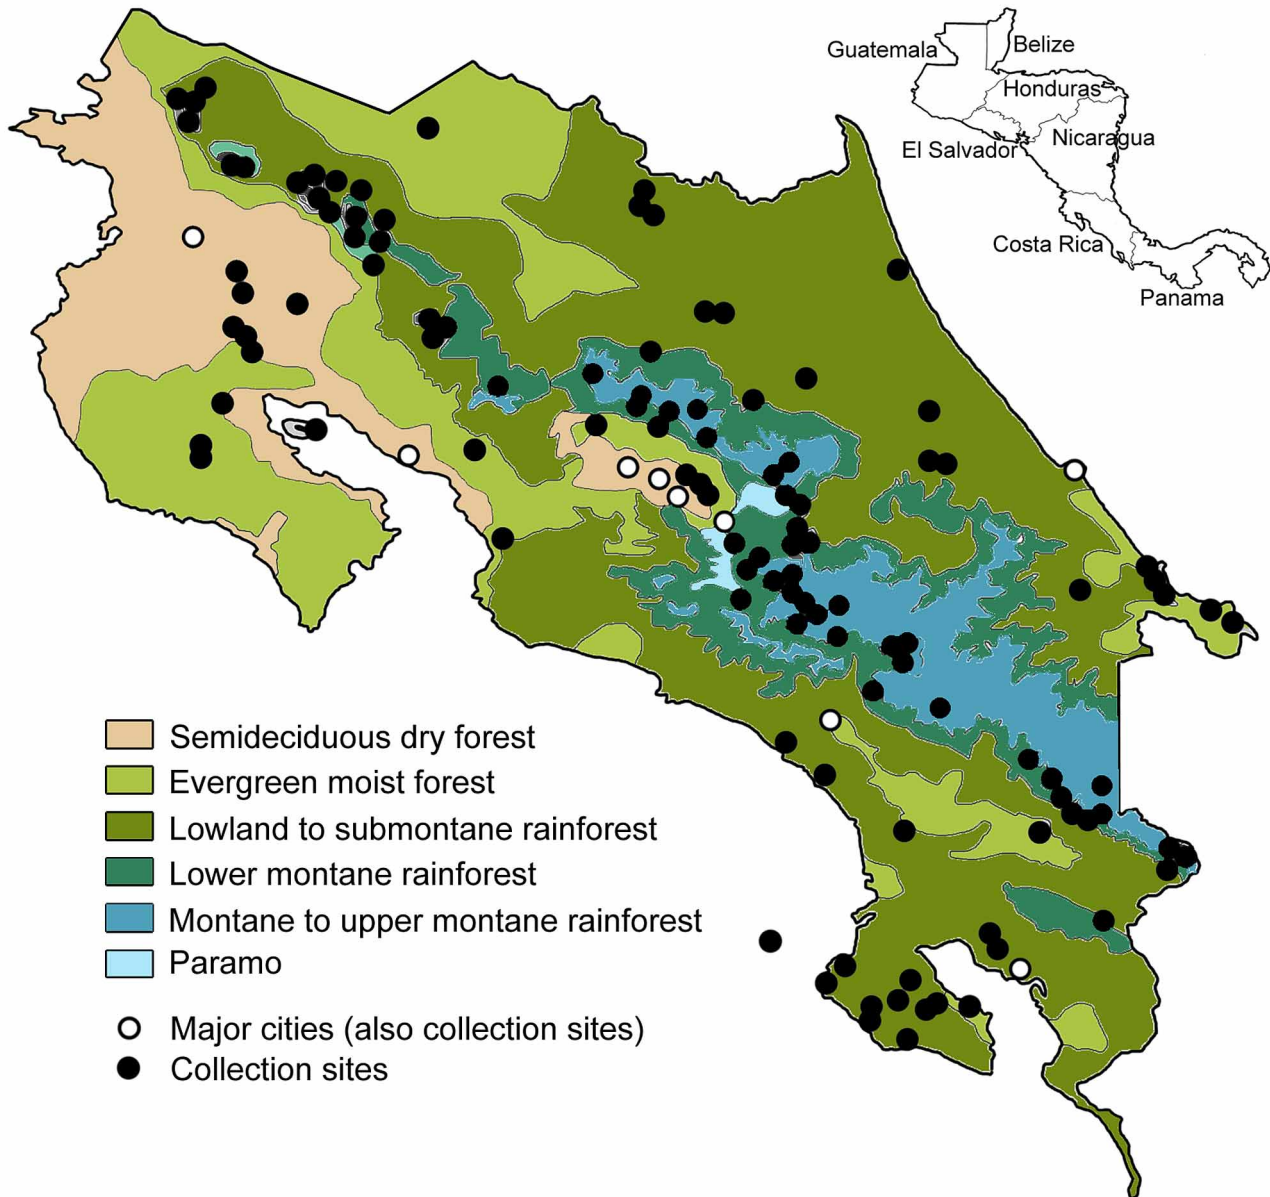 Guatemala
Belize
Honduras
Nicaragua
El Salvador
Costa Rica
Panama
Semideciduous dry forest
Evergreen moist forest
Lowland to submontane rainforest
Lower montane rainforest
Montane to upper montane rainforest
Paramo
Major cities (also collection sites)
Collection sites